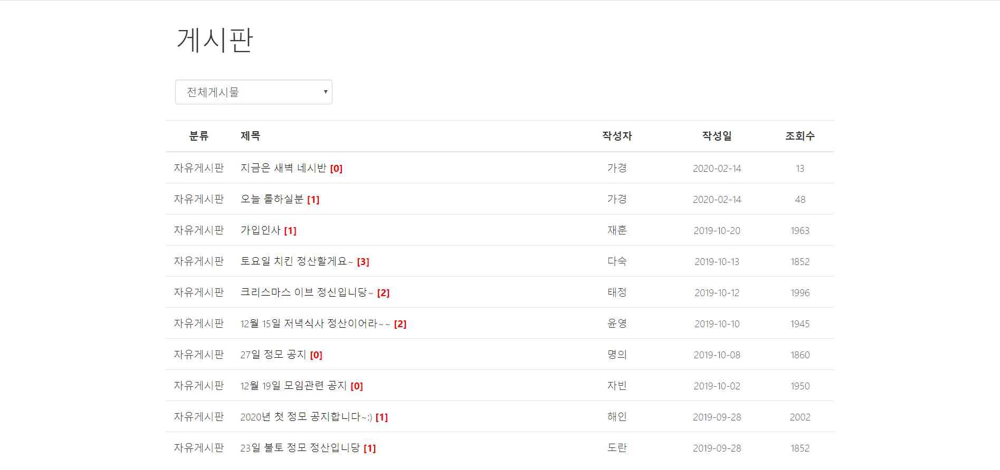 게시판
전체게시물
분류 제목 작성자 작성일 조회수
자유게시판 지금은 새벽 네시반 [0] 가경 2020-02-14 13
자유게시판 오늘 롤하실분 [1] 가경 2020-02-14 48
자유게시판 가입인사 [1] 재훈 2019-10-20 1963
자유게시판 토요일 치킨 정산할게요~ [3] 다숙 2019-10-13 1852
자유게시판 크리스마스 이브 정신입니당~ [2] 태정 2019-10-12 1996
자유게시판 12월 15일 저녁식사 정산이어라~~ [2] 윤영 2019-10-10 1945
자유게시판 27일 정모 공지 [0] 명의 2019-10-08 1860
자유게시판 12월 19일 모임관련 공지 [0] 자빈 2019-10-02 1950
자유게시판 2020년 첫 정모 공지합니다~:) [1] 해인 2019-09-28 2002
자유게시판 23일 불토 정모 정산입니당 [1] 도란 2019-09-28 1852